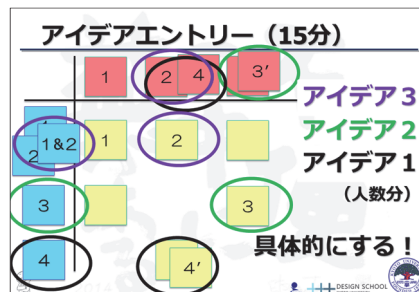 アイデアエントリー（15分）
1 2 4 3′
アイデア3
1
2 1&2 1 2
アイデア2
アイデア1
（人数分）
3 3
具体的にする！
4 4′
DESIGN SCHOOL